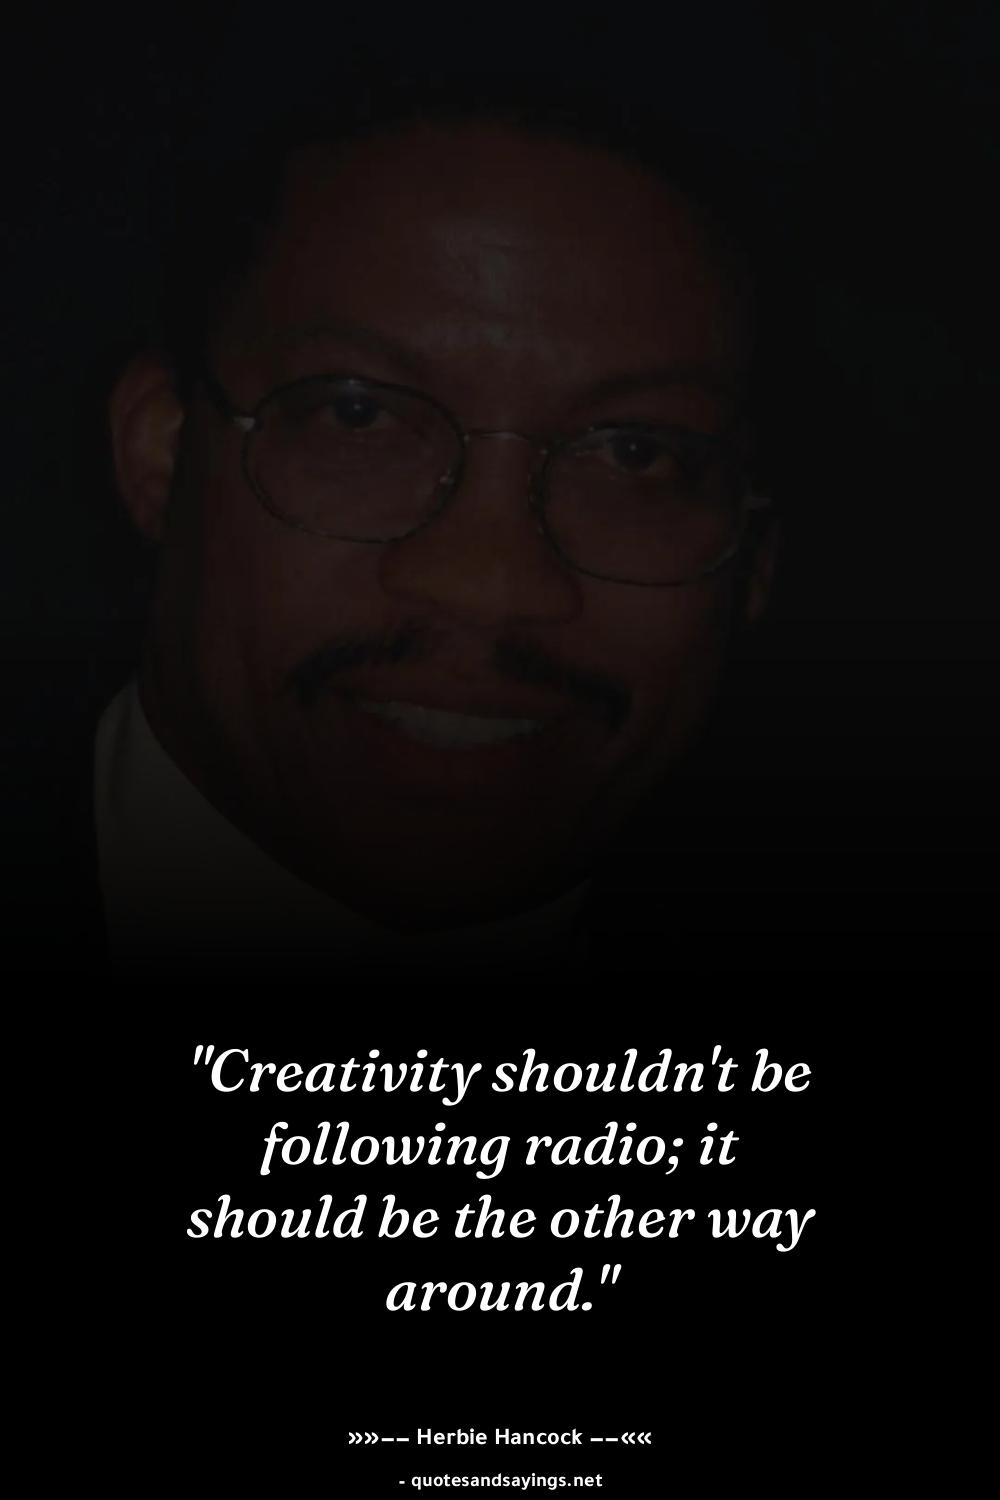 "Creativity shouldn't be
following radio; it
should be the other way
around."
»»−− Herbie Hancock −−««
- quotesandsayings.net